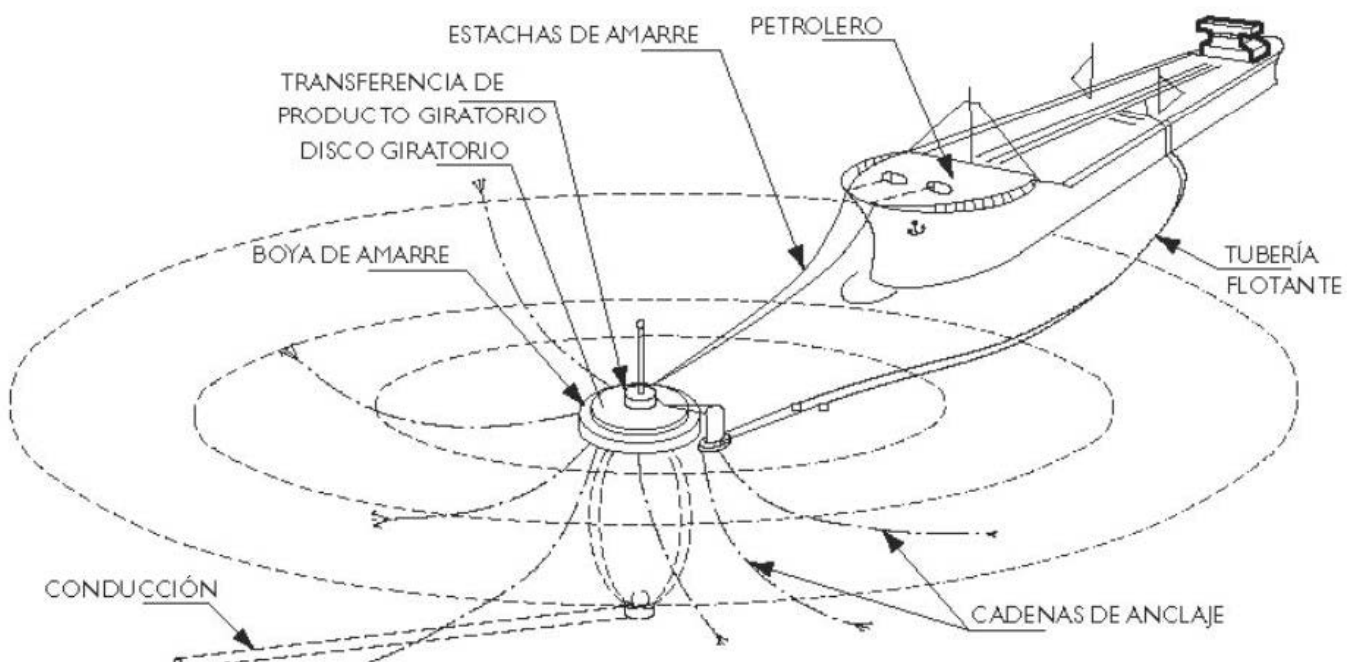 ESTACHAS DE AMARRE
PETROLERO
TRANSFERENCIA DE
PRODUCTO GIRATORIO
DISCO GIRATORIO
BOYA DE AMARRE
TUBERÍA
FLOTANTE
CONDUCCIÓN
CADENAS DE ANCLAJE